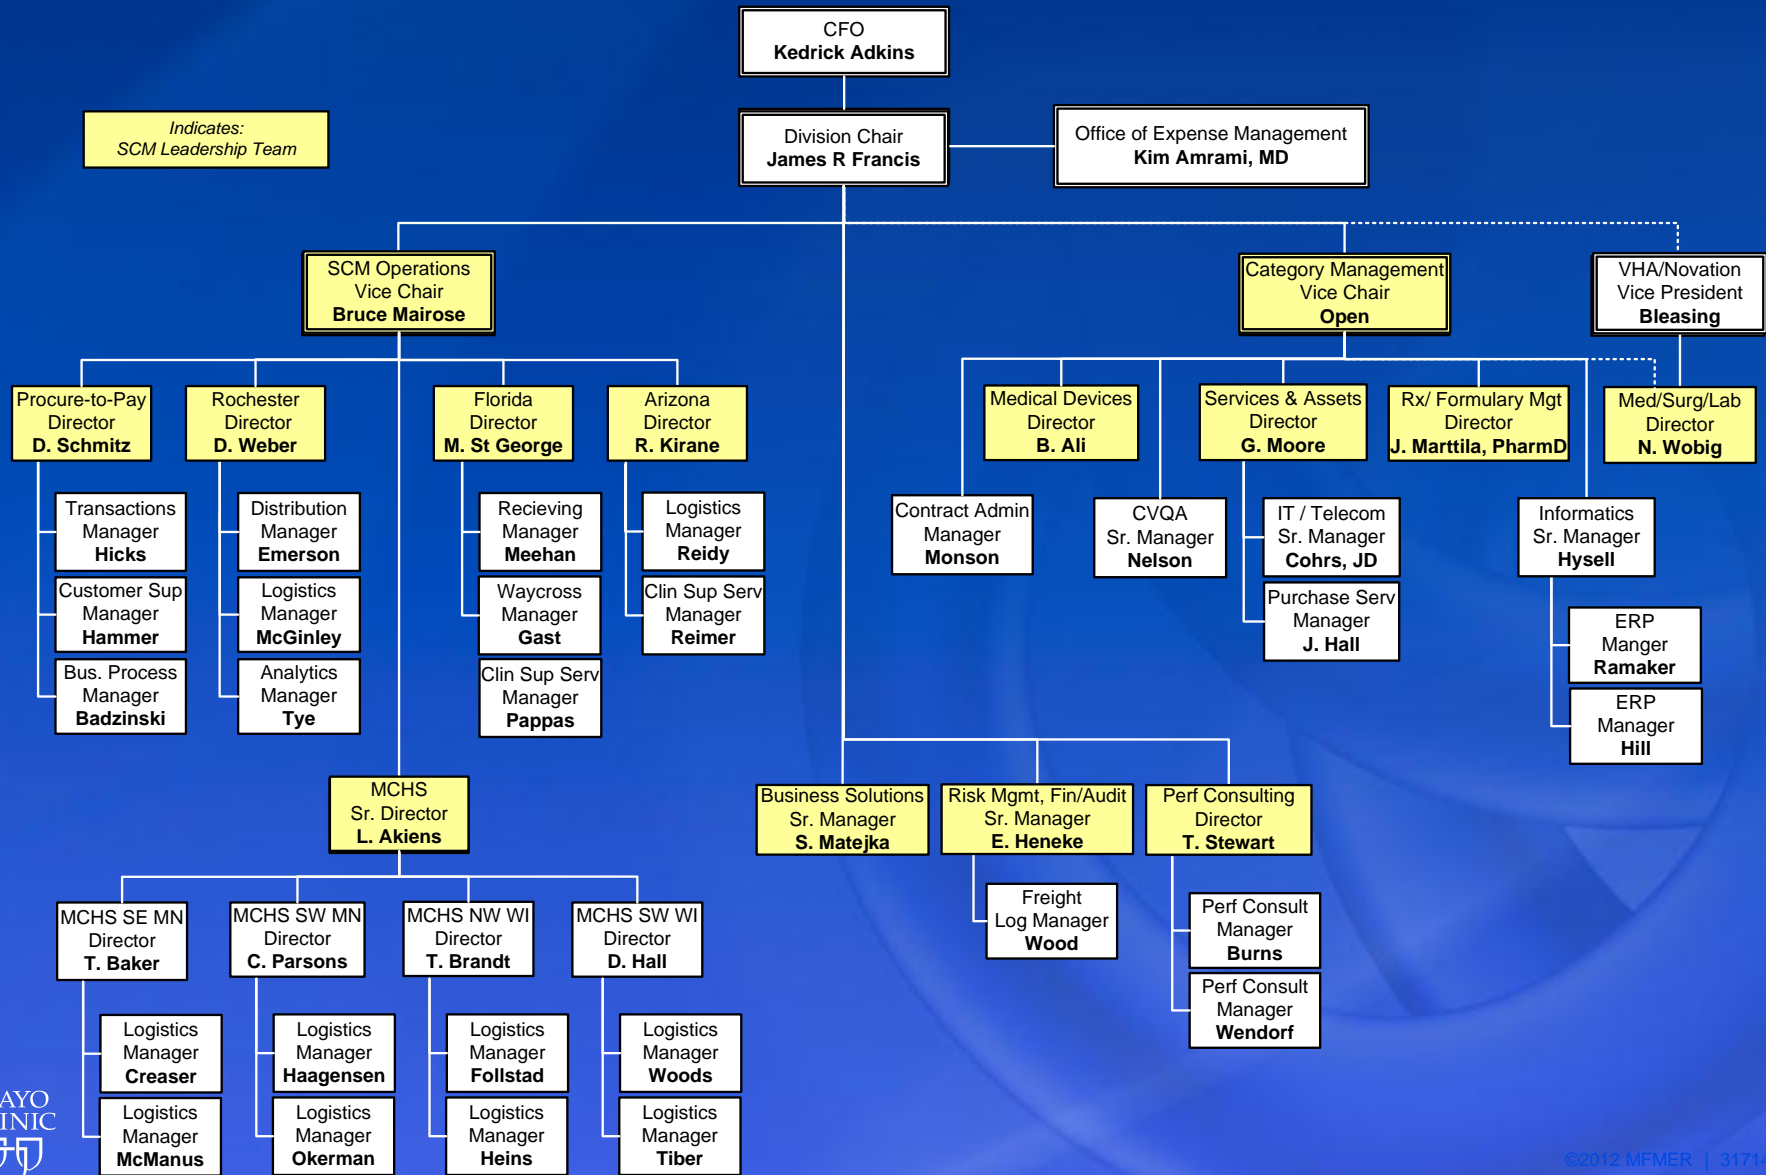 CFO
Kedrick Adkins
Indicates:
SCM Leadership Team
Division Chair
James R Francis
Office of Expense Management
Kim Amrami, MD
SCM Operations
Vice Chair
Bruce Mairose
Category Management
Vice Chair
Open
VHA/Novation
Vice President
Bleasing
Procure-to-Pay
Director
D. Schmitz
Rochester
Director
D. Weber
Florida
Director
M. St George
Arizona
Director
R. Kirane
Medical Devices
Director
B. Ali
Services & Assets
Director
G. Moore
Rx/ Formulary Mgt
Director
J. Marttila, PharmD
Med/Surg/Lab
Director
N. Wobig
Transactions
Manager
Hicks
Distribution
Manager
Emerson
Recieving
Manager
Meehan
Logistics
Manager
Reidy
Contract Admin
Manager
Monson
CVQA
Sr. Manager
Nelson
IT / Telecom
Sr. Manager
Cohrs, JD
Informatics
Sr. Manager
Hysell
Customer Sup
Manager
Hammer
Logistics
Manager
McGinley
Waycross
Manager
Gast
Clin Sup Serv
Manager
Reimer
Purchase Serv
Manager
J. Hall
ERP
Manger
Ramaker
Bus. Process
Manager
Badzinski
Analytics
Manager
Tye
Clin Sup Serv
Manager
Pappas
ERP
Manager
Hill
MCHS
Sr. Director
L. Akiens
Business Solutions
Sr. Manager
S. Matejka
Risk Mgmt, Fin/Audit
Sr. Manager
E. Heneke
Perf Consulting
Director
T. Stewart
MCHS SE MN
Director
T. Baker
MCHS SW MN
Director
C. Parsons
MCHS NW WI
Director
T. Brandt
MCHS SW WI
Director
D. Hall
Freight
Log Manager
Wood
Perf Consult
Manager
Burns
Perf Consult
Manager
Wendorf
Logistics
Manager
Creaser
Logistics
Manager
Haagensen
Logistics
Manager
Follstad
Logistics
Manager
Woods
Logistics
Manager
McManus
Logistics
Manager
Okerman
Logistics
Manager
Heins
Logistics
Manager
Tiber
AYO
INIC
©2012 MFMER | 31714